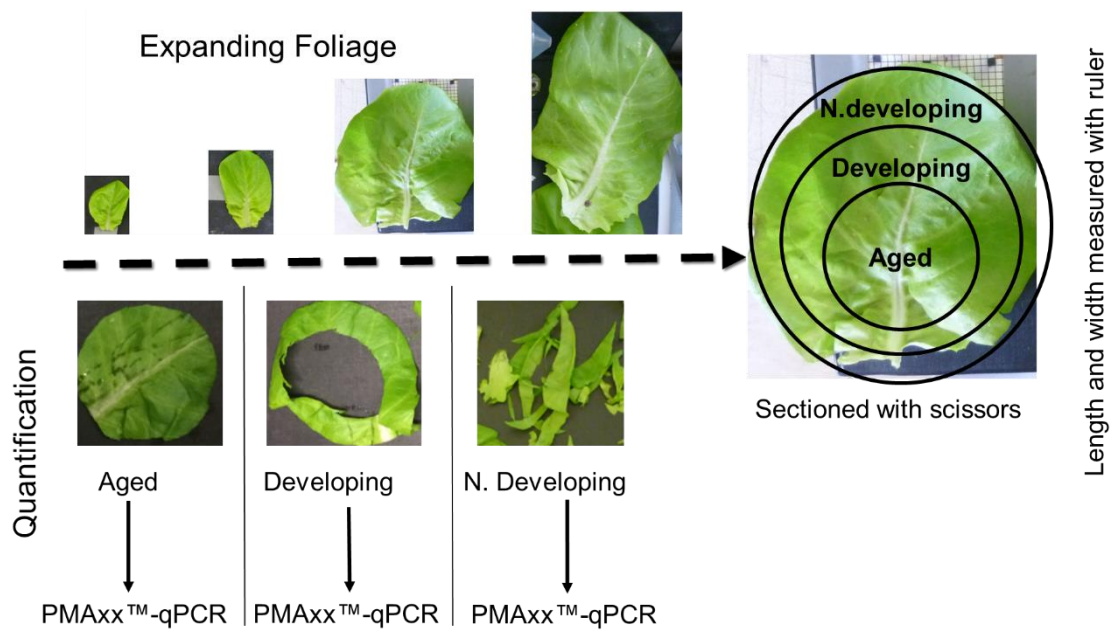 Expanding Foliage
N.developing
Developing
Aged
Sectioned with scissors
Length and width measured with ruler
Quantification
Aged
Developing
N. Developing
PMAxx™-qPCR
PMAxx™-qPCR
PMAxx™-qPCR